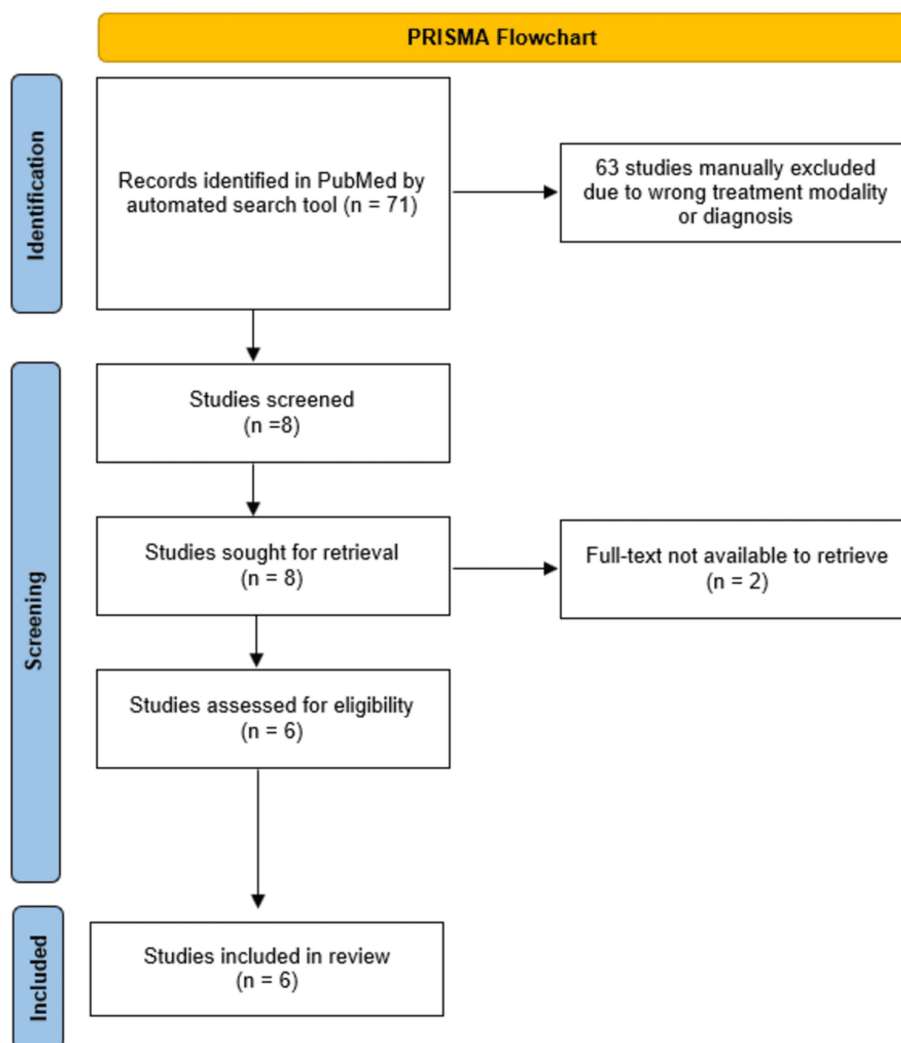 PRISMA Flowchart
Identification
Records identified in PubMed by
automated search tool (n = 71)
63 studies manually excluded
due to wrong treatment modality
or diagnosis
Screening
Studies screened
(n =8)
Studies sought for retrieval
(n = 8)
Full-text not available to retrieve
(n = 2)
Studies assessed for eligibility
(n = 6)
Included
Studies included in review
(n = 6)